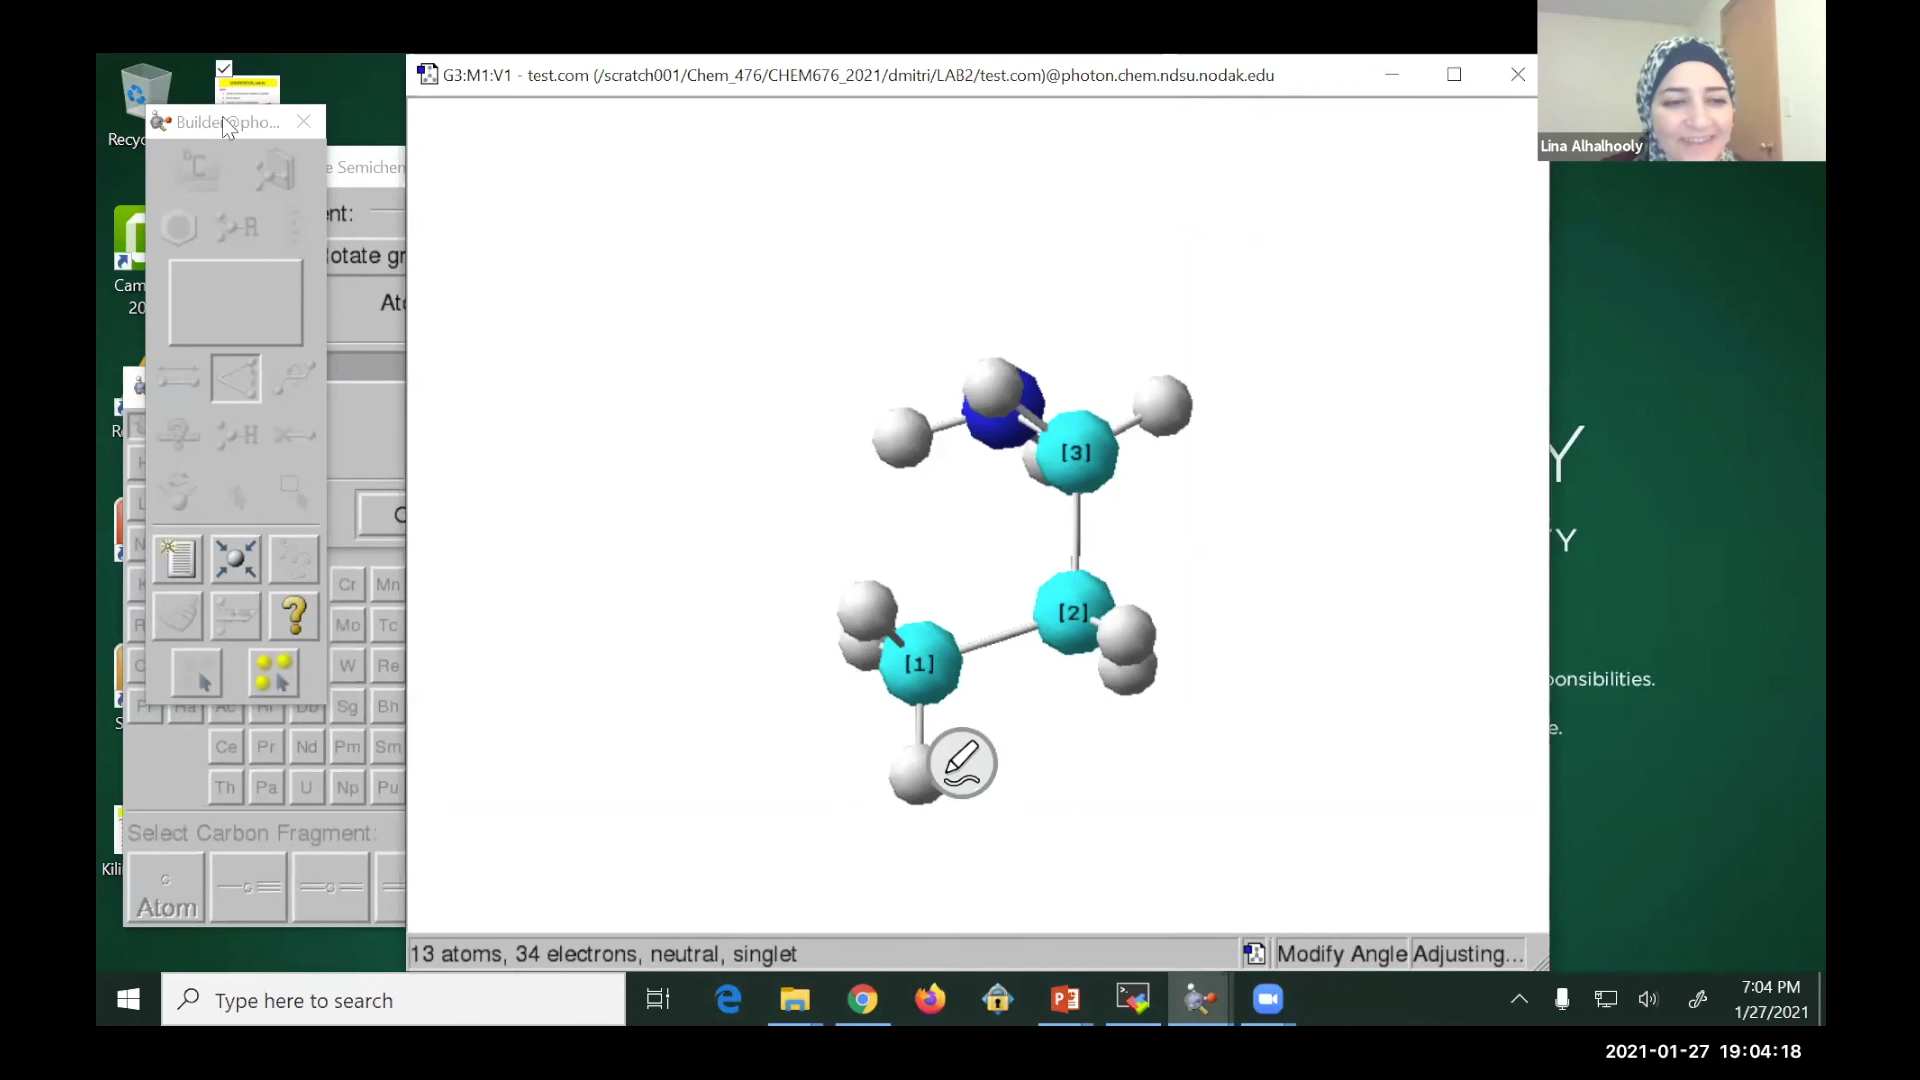 G3:M1:V1 - test.com (/scratch001/Chem_476/CHEM676_2021/dmitri/LAB2/test.com)@photon.chem.ndsu.nodak.edu
Lina Alhalhooly
Recyc
Builder@pho...
e Semichem
ent:
otate gr
Ato
Cam
20
°C
R
H
Cr Mn
Mo Tc
W Re
Sg Bh
Ce Pr Nd Pm Sm
Th Pa U Np Pu
Select Carbon Fragment:
Kili
C
Atom
[3]
[2]
[1]
Y
Y
onsibilities.
e.
13 atoms, 34 electrons, neutral, singlet
Modify Angle
Adjusting...
Type here to search
7:04 PM
1/27/2021
2021-01-27 19:04:18